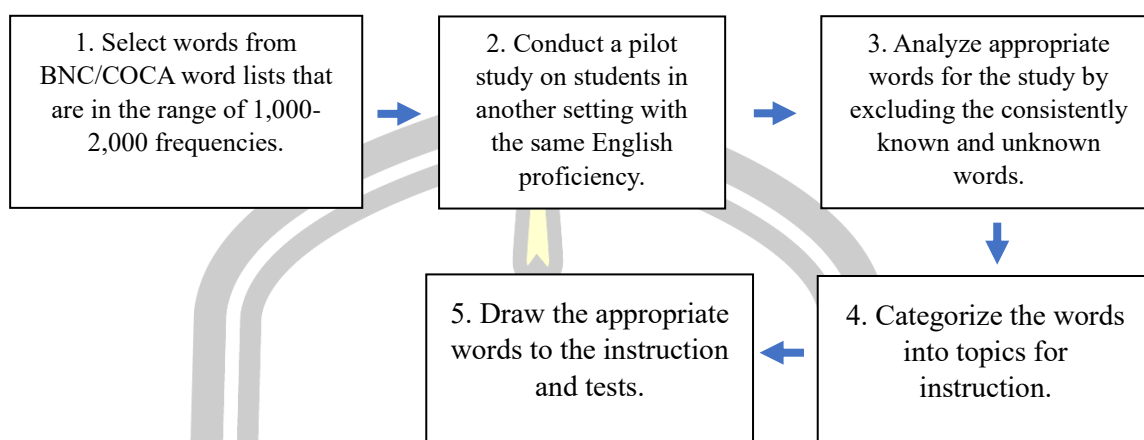 1. Select words from
BNC/COCA word lists that
are in the range of 1,000-
2,000 frequencies.
2. Conduct a pilot
study on students in
another setting with
the same English
proficiency.
3. Analyze appropriate
words for the study by
excluding the consistently
known and unknown
words.
4. Categorize the words
into topics for
instruction.
5. Draw the appropriate
words to the instruction
and tests.